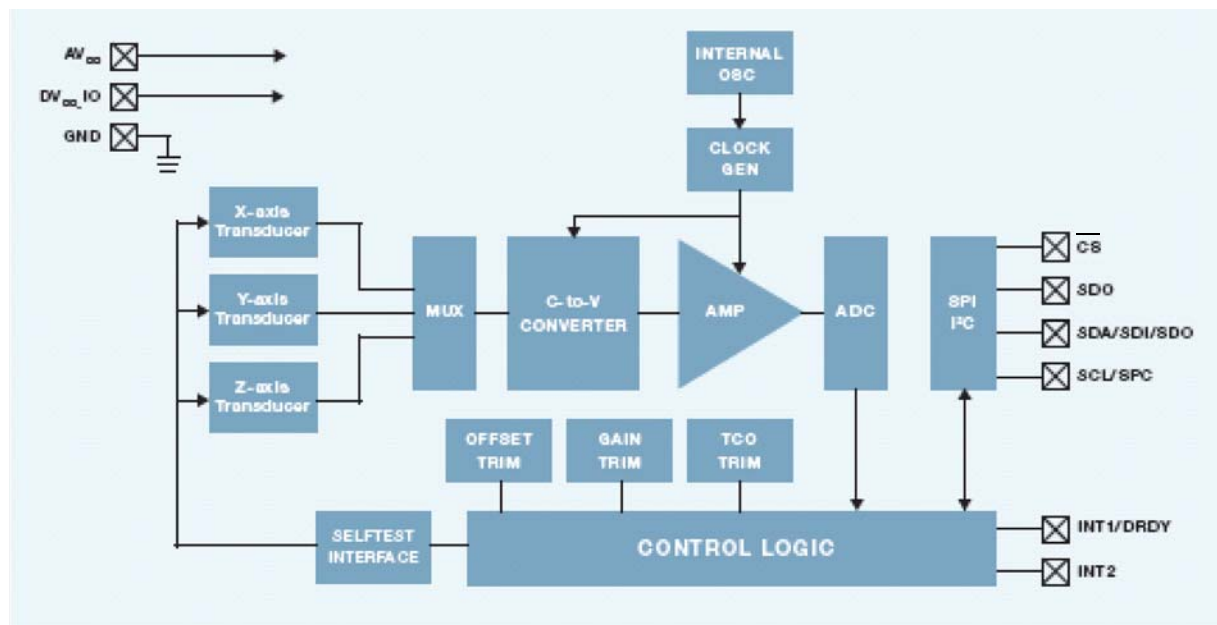 AVDD
DVDD_IO
GND
INTERNAL
OSC
CLOCK
GEN
X-axis
Transducer
Y-axis
Transducer
Z-axis
Transducer
MUX
C-to-V
CONVERTER
AMP
ADC
SPI
I²C
C̅S̅
SDO
SDA/SDI/SDO
SCL/SPC
OFFSET
TRIM
GAIN
TRIM
TCO
TRIM
SELFTEST
INTERFACE
CONTROL LOGIC
INT1/DRDY
INT2